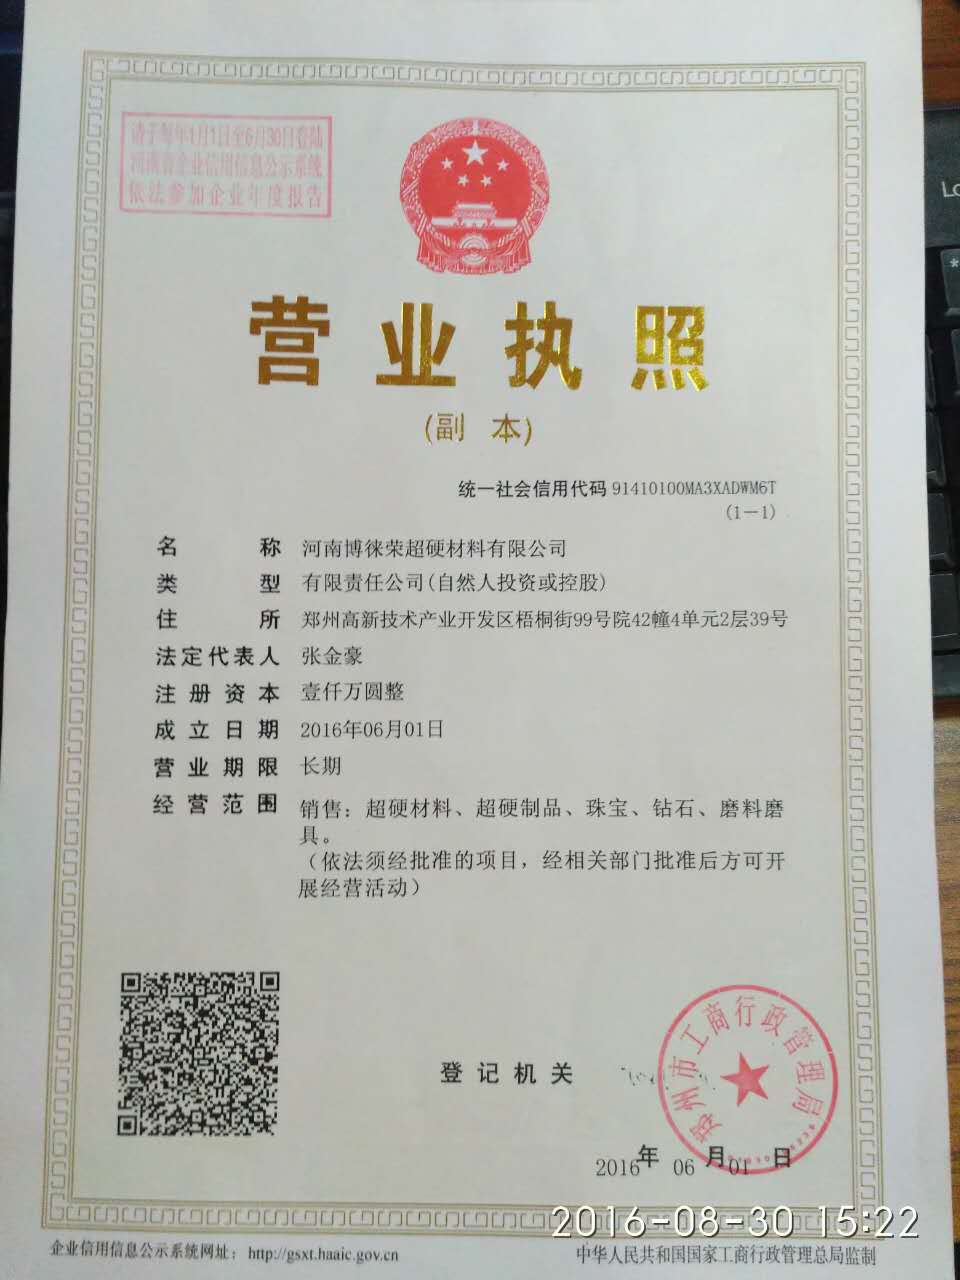 请于每年1月1日至6月30日登陆
河南省企业信用信息公示系统
依法参加企业年度报告
营业执照
(副 本)
统一社会信用代码 91410100MA3XADWM6T
(1-1)
名 称 河南博徕荣超硬材料有限公司
类 型 有限责任公司(自然人投资或控股)
住 所 郑州高新技术产业开发区梧桐街99号院42幢4单元2层39号
法定代表人 张金豪
注册资本 壹仟万圆整
成立日期 2016年06月01日
营业期限 长期
经营范围 销售：超硬材料、超硬制品、珠宝、钻石、磨料磨
具。
（依法须经批准的项目，经相关部门批准后方可开
展经营活动）
登记机关
郑州市工商行政管理局
2016年06月01日
2016-08-30 15:22
企业信用信息公示系统网址：http://gsxt.haaic.gov.cn
中华人民共和国国家工商行政管理总局监制
Lo
*